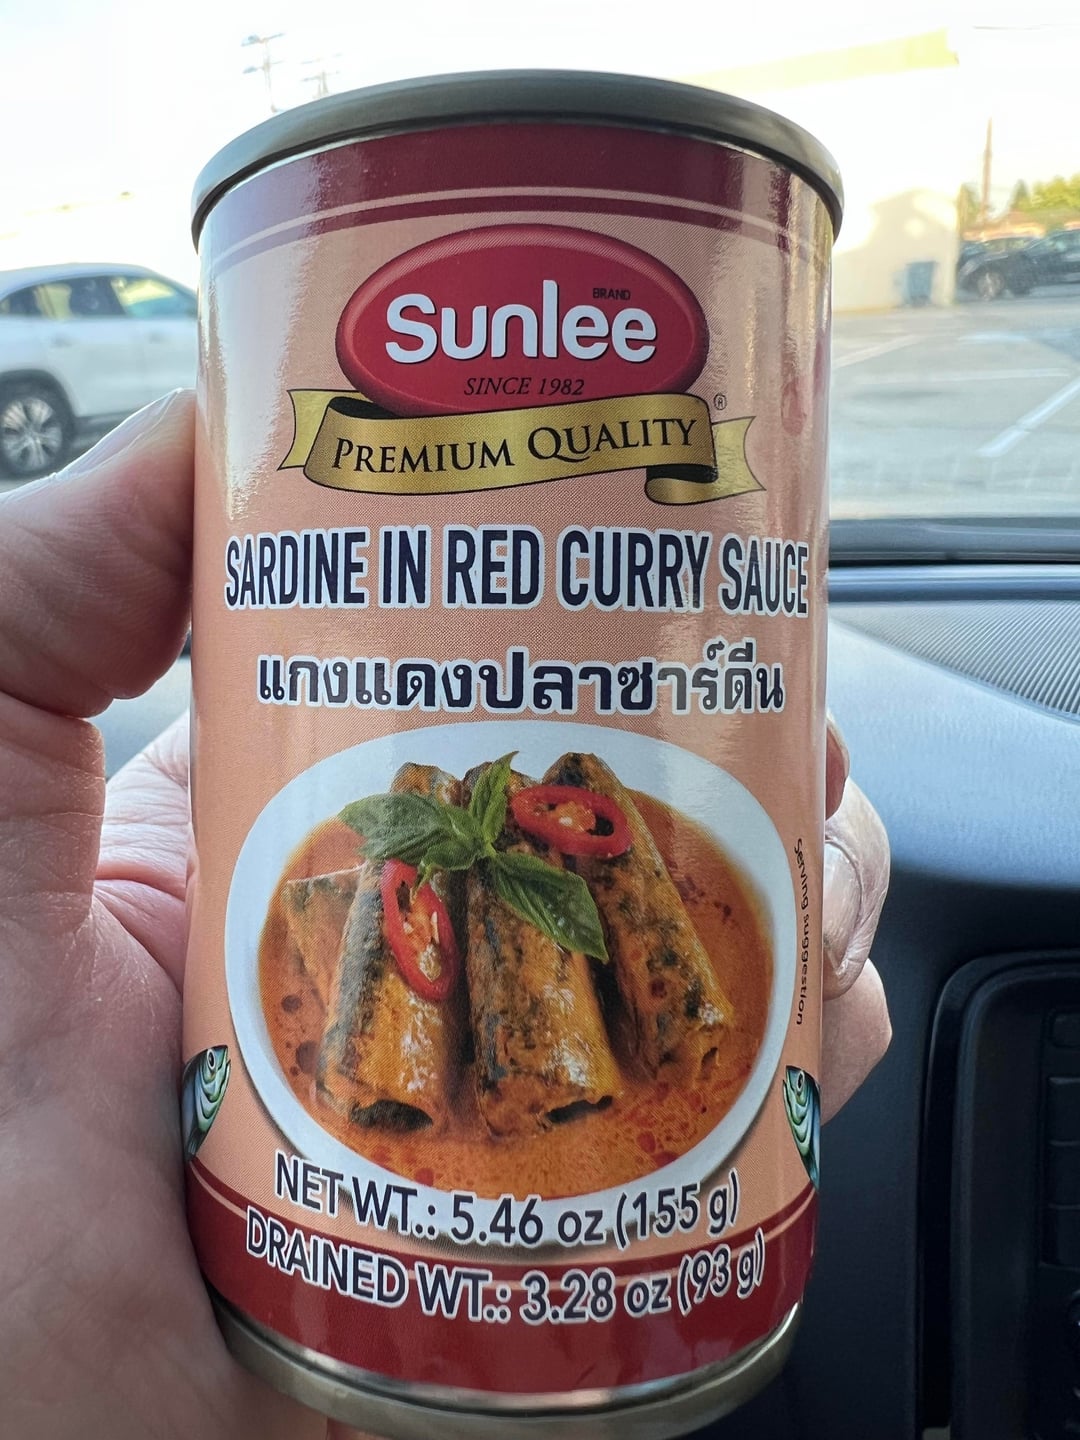 Sunlee
BRAND
SINCE 1982
®
PREMIUM QUALITY
SARDINE IN RED CURRY SAUCE
แกงแดงปลาซาร์ดีน
Serving suggestion
NET WT.: 5.46 oz (155 g)
DRAINED WT.: 3.28 oz (93 g)